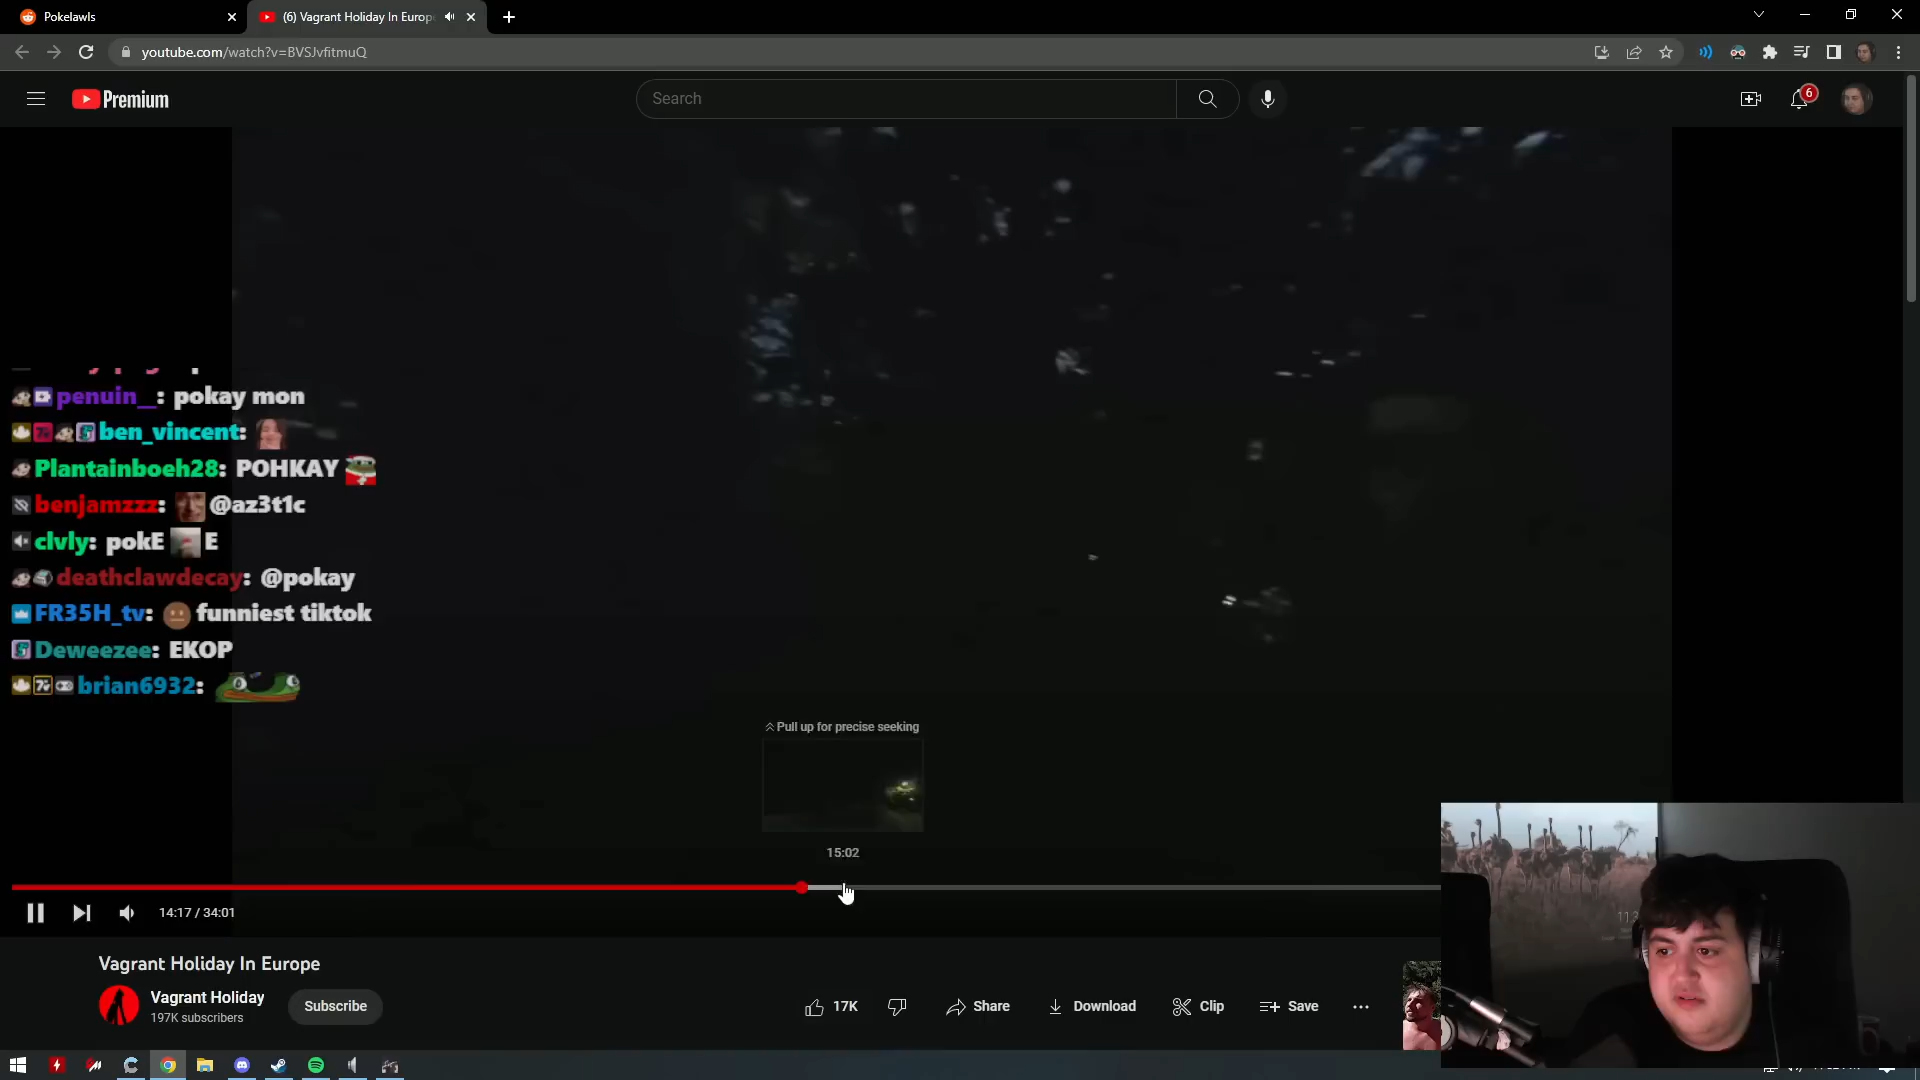 Pokelawls
(6) Vagrant Holiday In Europ
youtube.com/watch?v=BVSJvfitmuQ
Premium
Search
6
penuin__: pokay mon
ben_vincent:
Plantainboeh28: POHKAY
benjamzzz: @az3t1c
clvly: pokE E
deathclawdecay: @pokay
FR35H_tv: funniest tiktok
Deweezee: EKOP
brian6932:
Pull up for precise seeking
15:02
14:17 / 34:01
Vagrant Holiday In Europe
Vagrant Holiday
197K subscribers
Subscribe
17K
Share
Download
Clip
Save